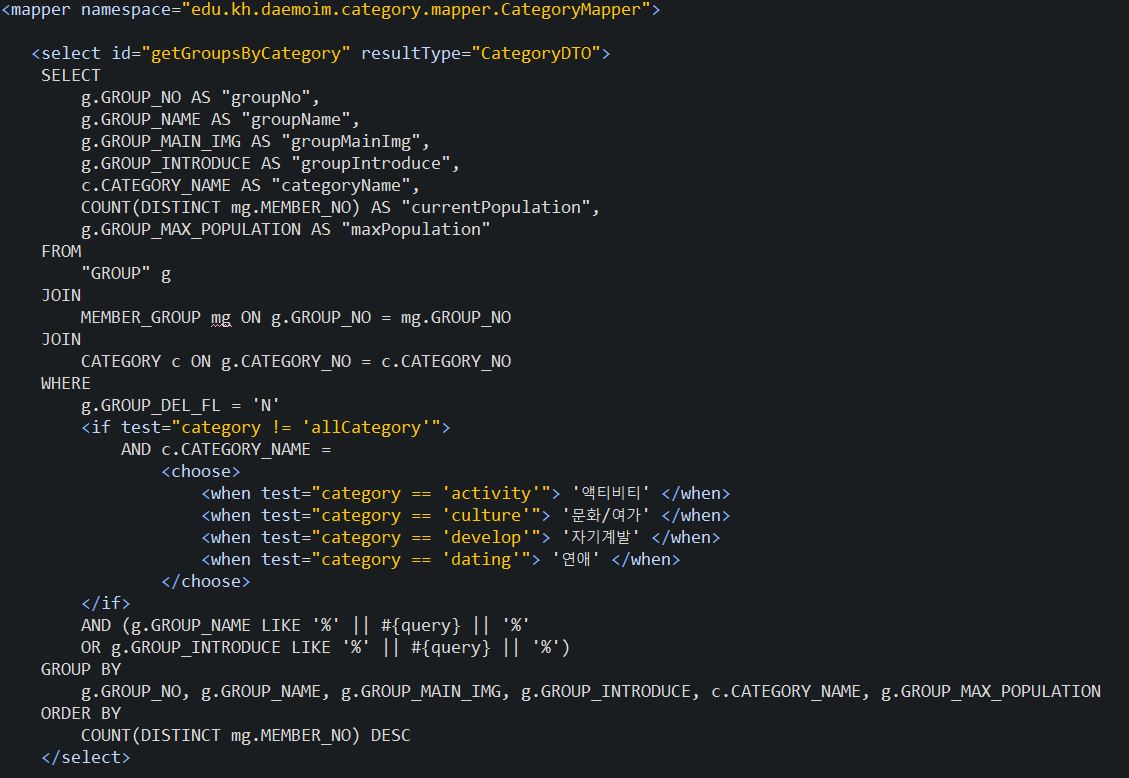 <mapper namespace="edu.kh.daemoim.category.mapper.CategoryMapper">
<select id="getGroupsByCategory" resultType="CategoryDTO">
SELECT
g.GROUP_NO AS "groupNo",
g.GROUP_NAME AS "groupName",
g.GROUP_MAIN_IMG AS "groupMainImg",
g.GROUP_INTRODUCE AS "groupIntroduce",
c.CATEGORY_NAME AS "categoryName",
COUNT(DISTINCT mg.MEMBER_NO) AS "currentPopulation",
g.GROUP_MAX_POPULATION AS "maxPopulation"
FROM
"GROUP" g
JOIN
MEMBER_GROUP mg ON g.GROUP_NO = mg.GROUP_NO
JOIN
CATEGORY c ON g.CATEGORY_NO = c.CATEGORY_NO
WHERE
g.GROUP_DEL_FL = 'N'
<if test="category != 'allCategory'">
AND c.CATEGORY_NAME =
<choose>
<when test="category == 'activity'"> '액티비티' </when>
<when test="category == 'culture'"> '문화/여가' </when>
<when test="category == 'develop'"> '자기계발' </when>
<when test="category == 'dating'"> '연애' </when>
</choose>
</if>
AND (g.GROUP_NAME LIKE '%' || #{query} || '%'
OR g.GROUP_INTRODUCE LIKE '%' || #{query} || '%')
GROUP BY
g.GROUP_NO, g.GROUP_NAME, g.GROUP_MAIN_IMG, g.GROUP_INTRODUCE, c.CATEGORY_NAME, g.GROUP_MAX_POPULATION
ORDER BY
COUNT(DISTINCT mg.MEMBER_NO) DESC
</select>